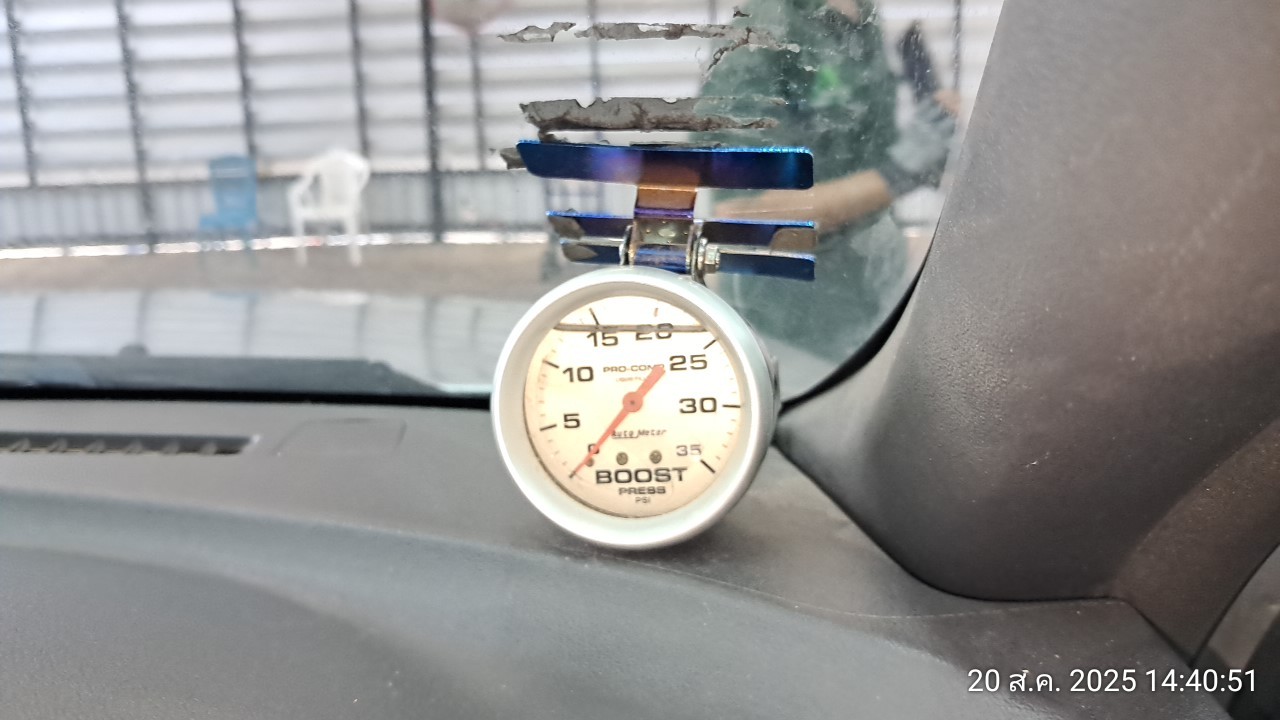 15 20
10 25
PRO-COMP
5 30
Auto Meter
0 35
BOOST
PRESS
PSI
20 ส.ค. 2025 14:40:51